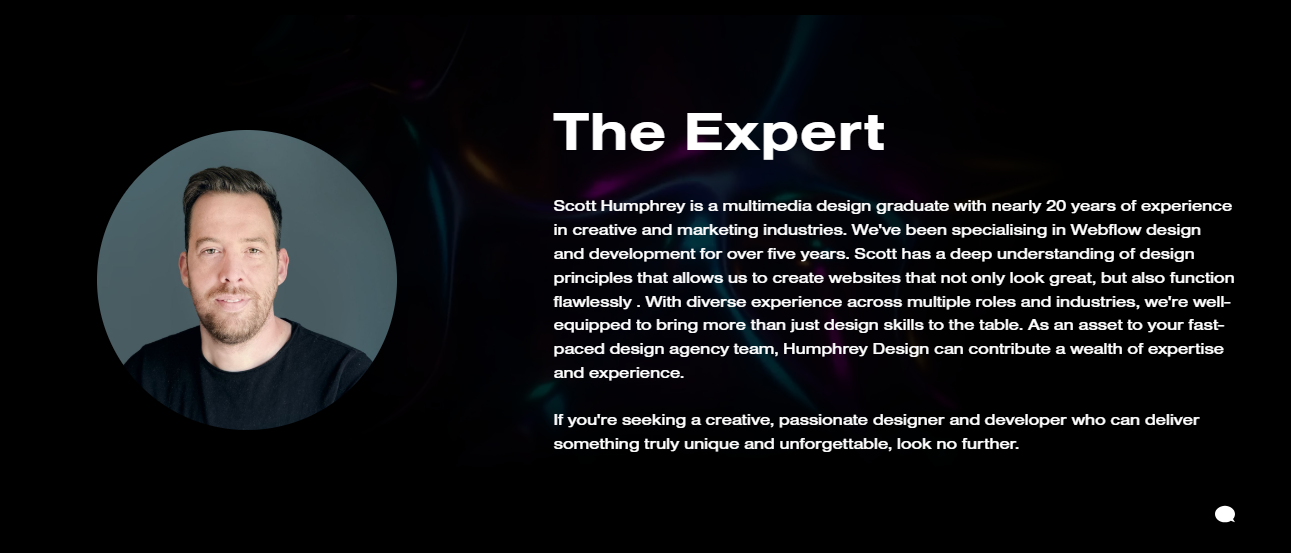 The Expert
Scott Humphrey is a multimedia design graduate with nearly 20 years of experience
in creative and marketing industries. We've been specialising in Webflow design
and development for over five years. Scott has a deep understanding of design
principles that allows us to create websites that not only look great, but also function
flawlessly . With diverse experience across multiple roles and industries, we're well-
equipped to bring more than just design skills to the table. As an asset to your fast-
paced design agency team, Humphrey Design can contribute a wealth of expertise
and experience.
If you're seeking a creative, passionate designer and developer who can deliver
something truly unique and unforgettable, look no further.